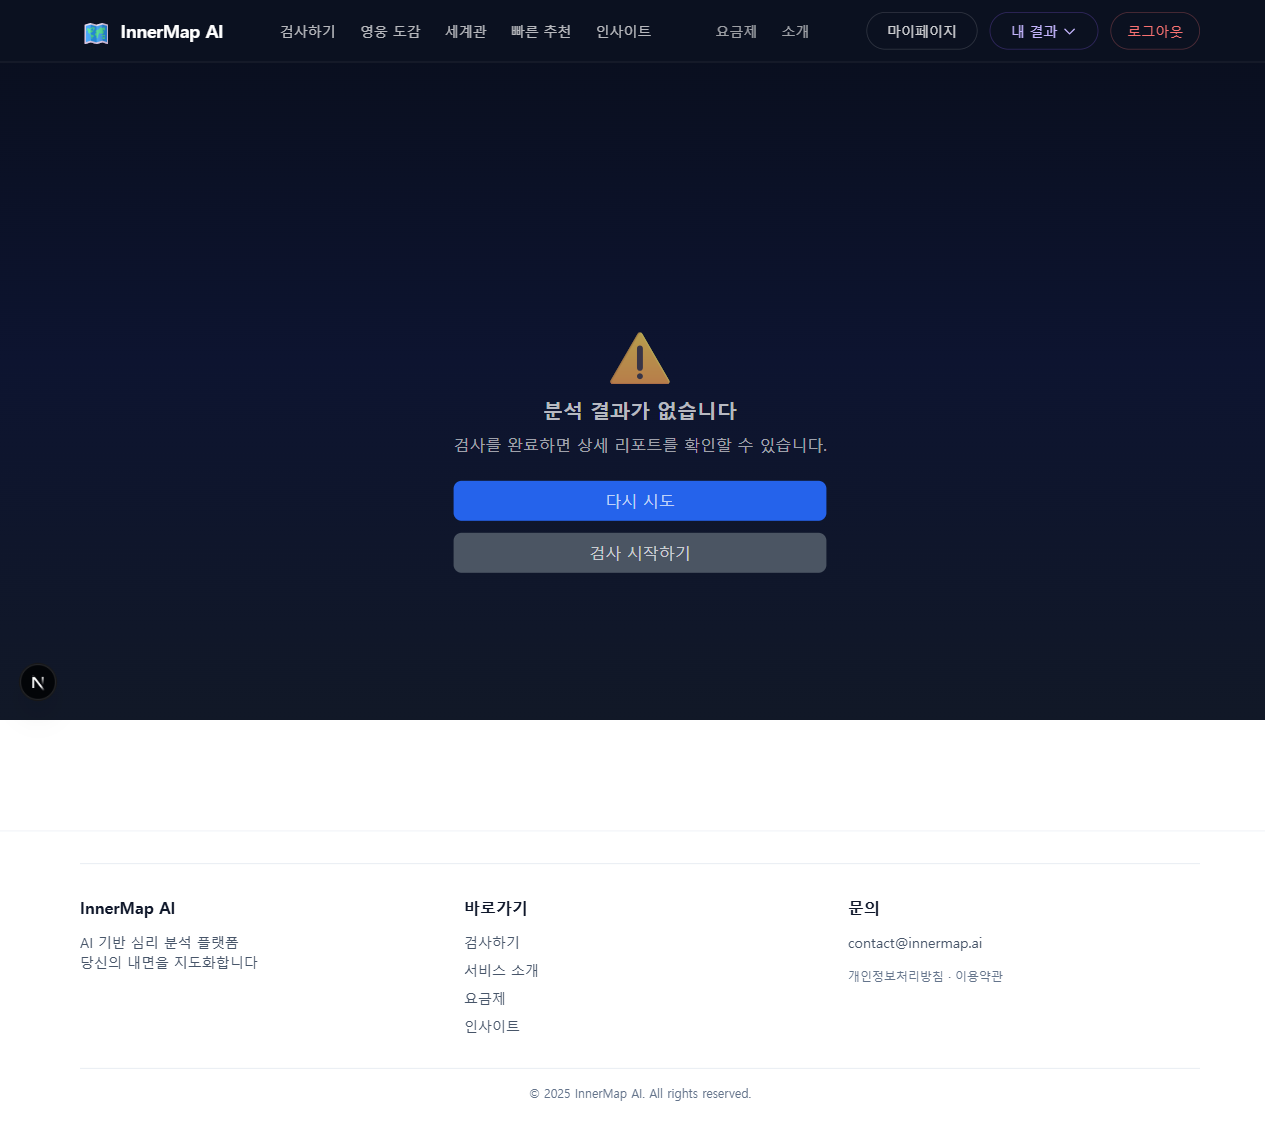 InnerMap AI
검사하기
영웅 도감
세계관
빠른 추천
인사이트
요금제
소개
마이페이지
내 결과
로그아웃
분석 결과가 없습니다
검사를 완료하면 상세 리포트를 확인할 수 있습니다.
다시 시도
검사 시작하기
N
InnerMap AI
AI 기반 심리 분석 플랫폼
당신의 내면을 지도화합니다
바로가기
검사하기
서비스 소개
요금제
인사이트
문의
contact@innermap.ai
개인정보처리방침 · 이용약관
© 2025 InnerMap AI. All rights reserved.